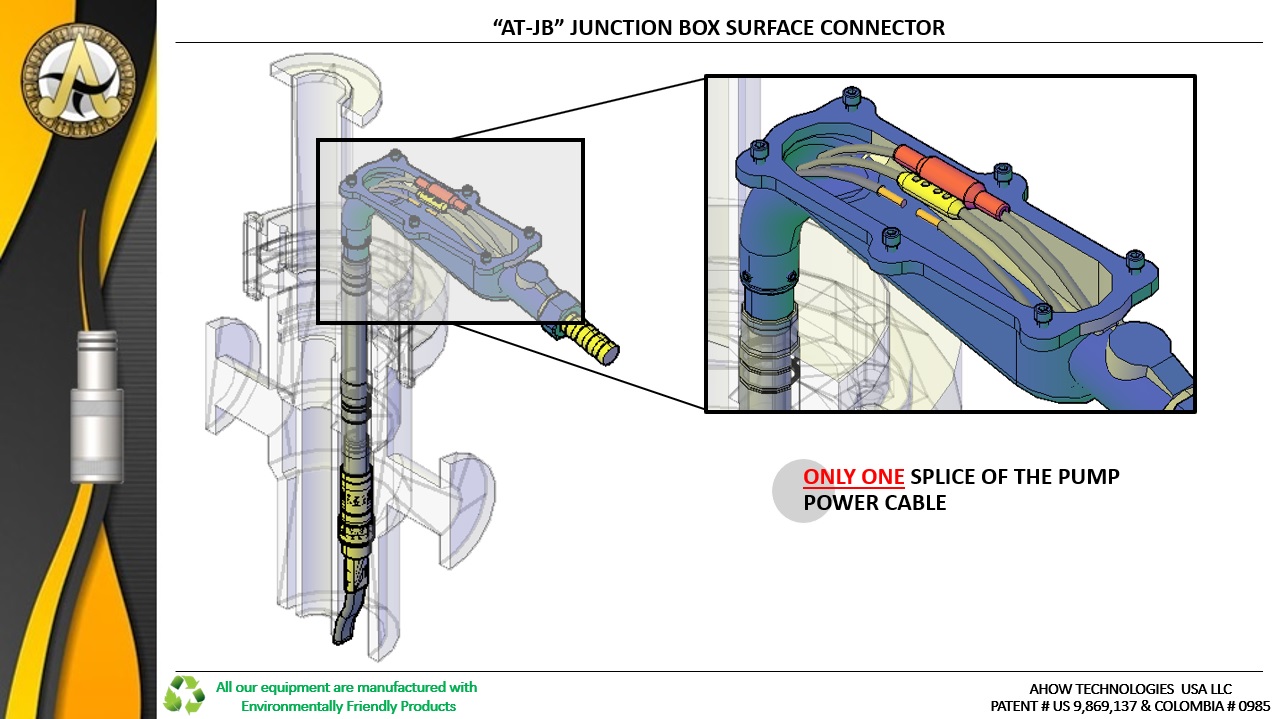 “AT-JB” JUNCTION BOX SURFACE CONNECTOR
ONLY ONE SPLICE OF THE PUMP
POWER CABLE
All our equipment are manufactured with
Environmentally Friendly Products
AHOW TECHNOLOGIES USA LLC
PATENT # US 9,869,137 & COLOMBIA # 0985